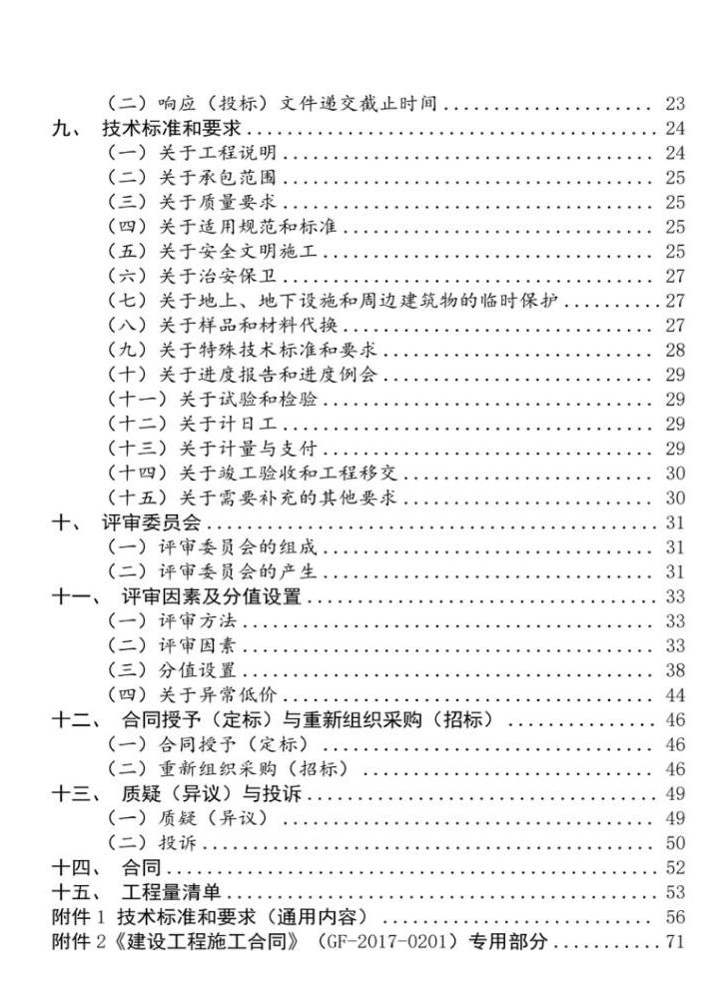 （二）响应（投标）文件递交截止时间..................... 23
九、 技术标准和要求......................................... 24
（一）关于工程说明..................................... 24
（二）关于承包范围..................................... 25
（三）关于质量要求..................................... 25
（四）关于适用规范和标准............................... 25
（五）关于安全文明施工................................. 25
（六）关于治安保卫..................................... 27
（七）关于地上、地下设施和周边建筑物的临时保护..........27
（八）关于样品和材料代换............................... 27
（九）关于特殊技术标准和要求........................... 28
（十）关于进度报告和进度例会........................... 29
（十一）关于试验和检验................................. 29
（十二）关于计日工..................................... 29
（十三）关于计量与支付................................. 29
（十四）关于竣工验收和工程移交......................... 30
（十五）关于需要补充的其他要求......................... 30
十、 评审委员会............................................. 31
（一）评审委员会的组成................................. 31
（二）评审委员会的产生................................. 31
十一、 评审因素及分值设置................................... 33
（一）评审方法......................................... 33
（二）评审因素......................................... 33
（三）分值设置......................................... 38
（四）关于异常低价..................................... 44
十二、 合同授予（定标）与重新组织采购（招标）............... 46
（一）合同授予（定标）................................. 46
（二）重新组织采购（招标）............................. 46
十三、 质疑（异议）与投诉................................... 49
（一）质疑（异议）..................................... 49
（二）投诉............................................. 50
十四、 合同................................................. 52
十五、 工程量清单........................................... 53
附件 1 技术标准和要求（通用内容）........................... 56
附件 2《建设工程施工合同》（GF-2017-0201）专用部分...........71